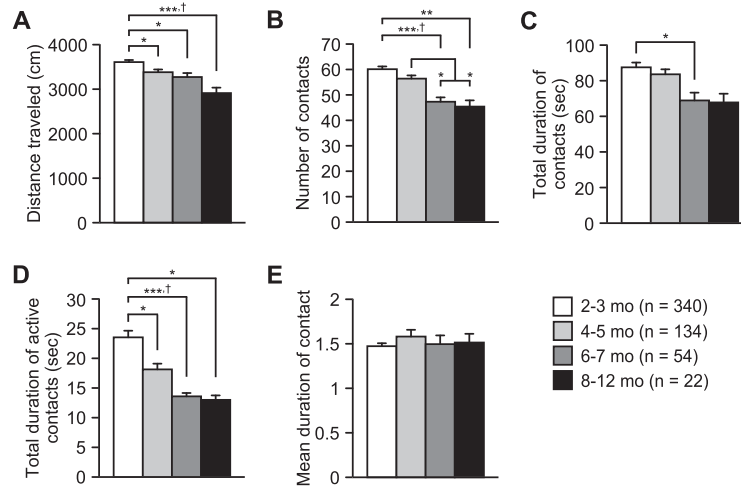 A
***,†
*
*
Distance traveled (cm)
4000
3000
2000
1000
0
B
**
***,†
*
*
Number of contacts
70
60
50
40
30
20
10
0
C
*
Total duration of
contacts (sec)
100
80
60
40
20
0
D
*
***,†
*
Total duration of active
contacts (sec)
30
25
20
15
10
5
0
E
Mean duration of contact
2
1.5
1
0.5
0
2-3 mo (n = 340)
4-5 mo (n = 134)
6-7 mo (n = 54)
8-12 mo (n = 22)